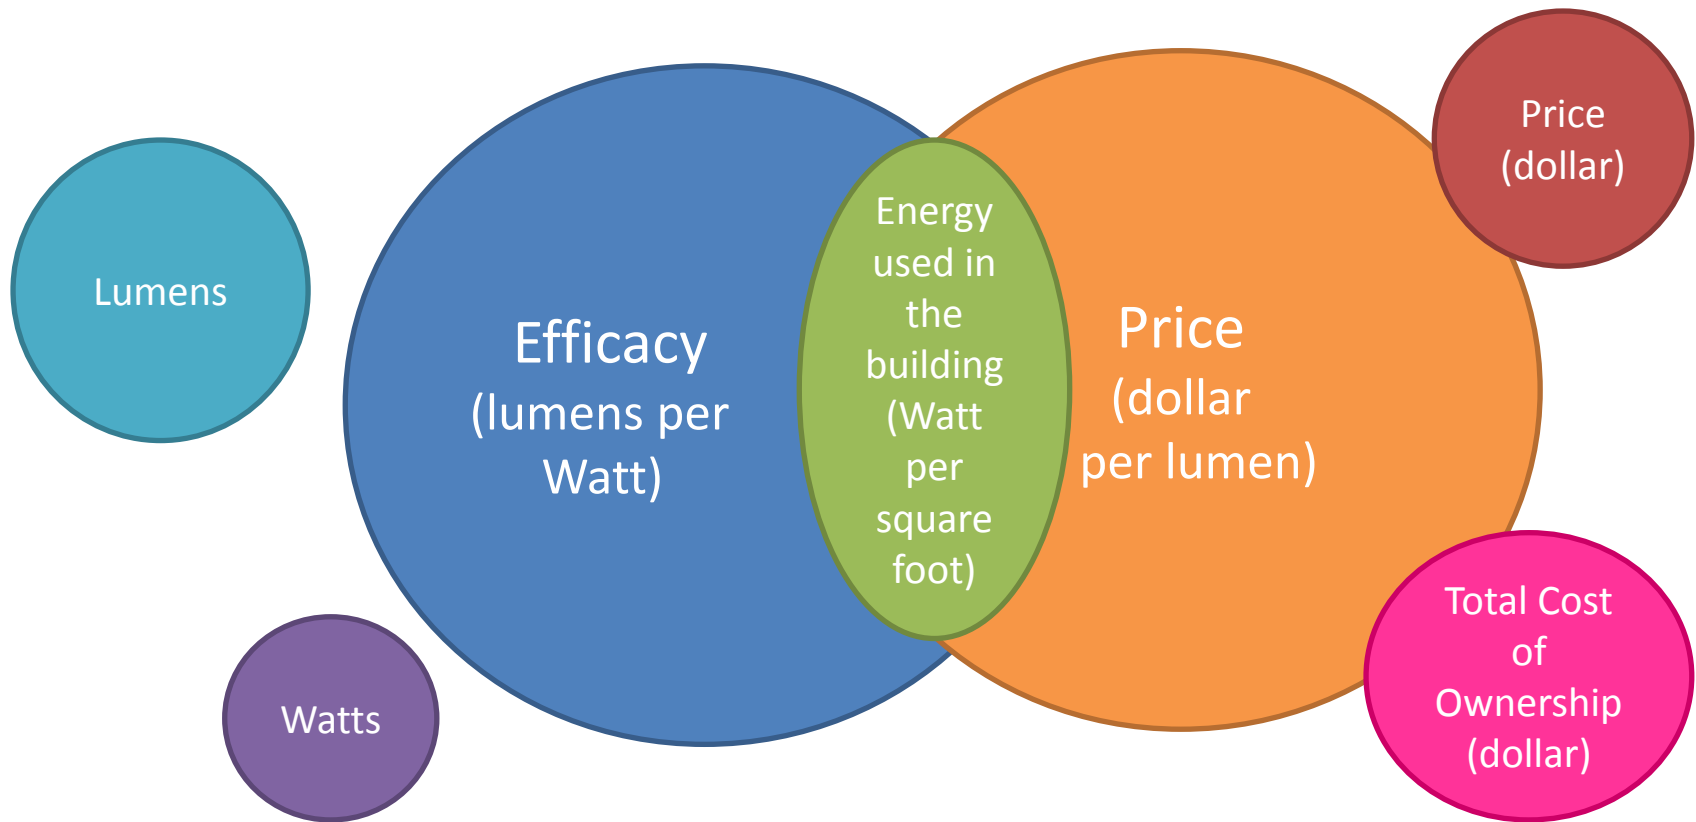 Lumens
Watts
Efficacy
(lumens per
Watt)
Energy
used in
the
building
(Watt
per
square
foot)
Price
(dollar
per lumen)
Price
(dollar)
Total Cost
of
Ownership
(dollar)